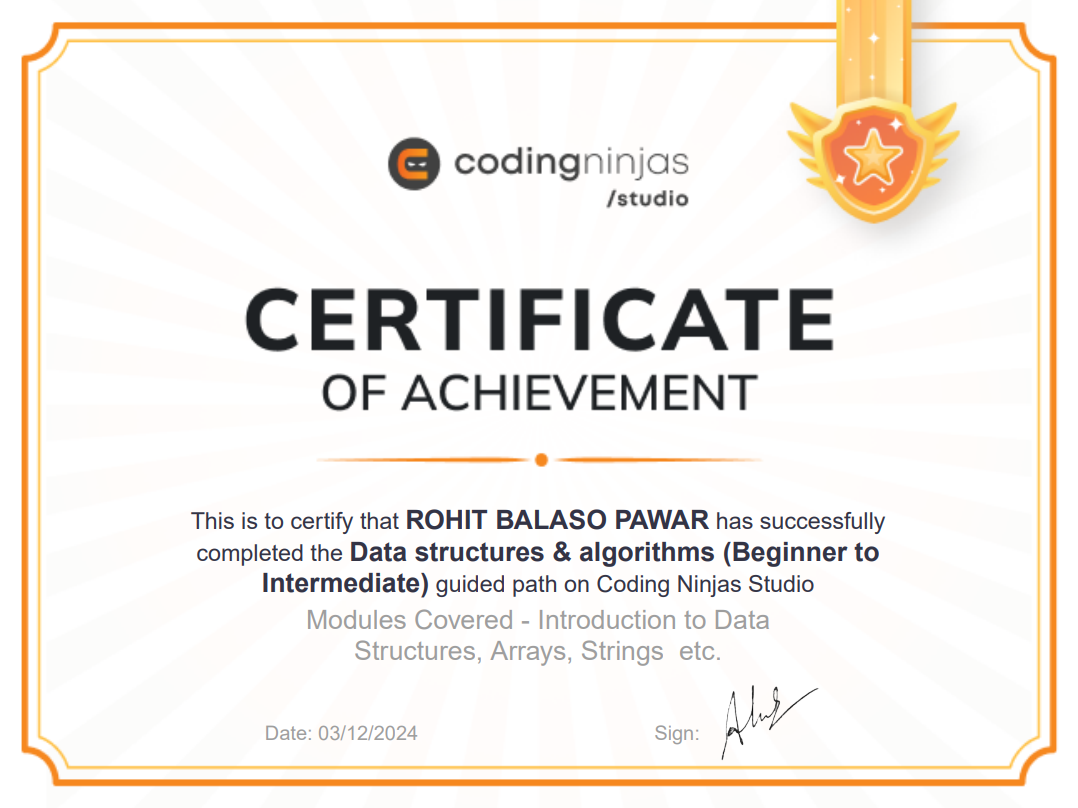 codingninjas
/studio
CERTIFICATE
OF ACHIEVEMENT
This is to certify that ROHIT BALASO PAWAR has successfully
completed the Data structures & algorithms (Beginner to
Intermediate) guided path on Coding Ninjas Studio
Modules Covered - Introduction to Data
Structures, Arrays, Strings etc.
Date: 03/12/2024
Sign: